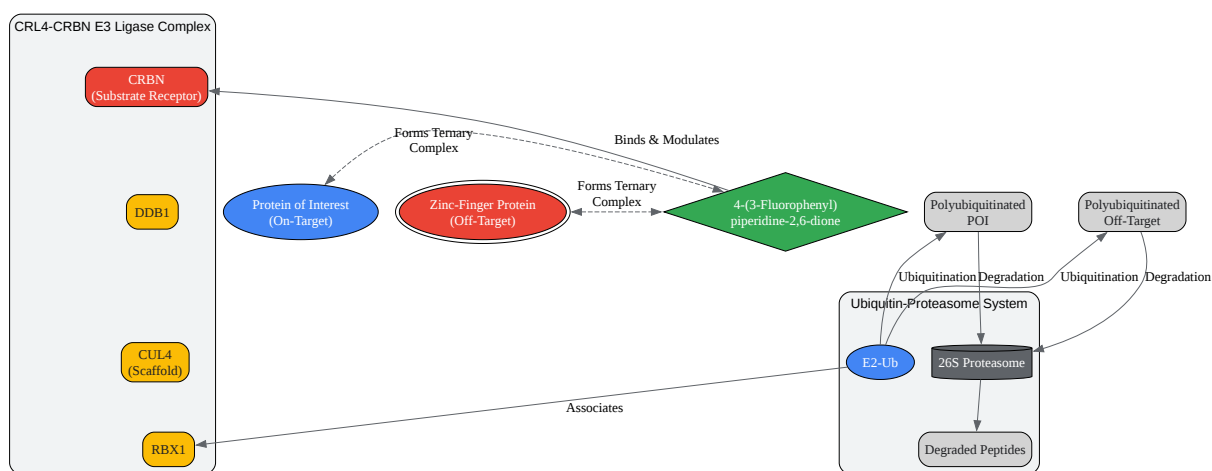 CRL4-CRBN E3 Ligase Complex
CRBN
(Substrate Receptor)
Forms Ternary
Complex
Binds & Modulates
DDB1
Protein of Interest
(On-Target)
Zinc-Finger Protein
(Off-Target)
Forms Ternary
Complex
4-(3-Fluorophenyl)
piperidine-2,6-dione
Polyubiquitinated
POI
Polyubiquitinated
Off-Target
Ubiquitination
Degradation
Ubiquitination
Degradation
Ubiquitin-Proteasome System
CUL4
(Scaffold)
E2-Ub
26S Proteasome
Associates
RBX1
Degraded Peptides